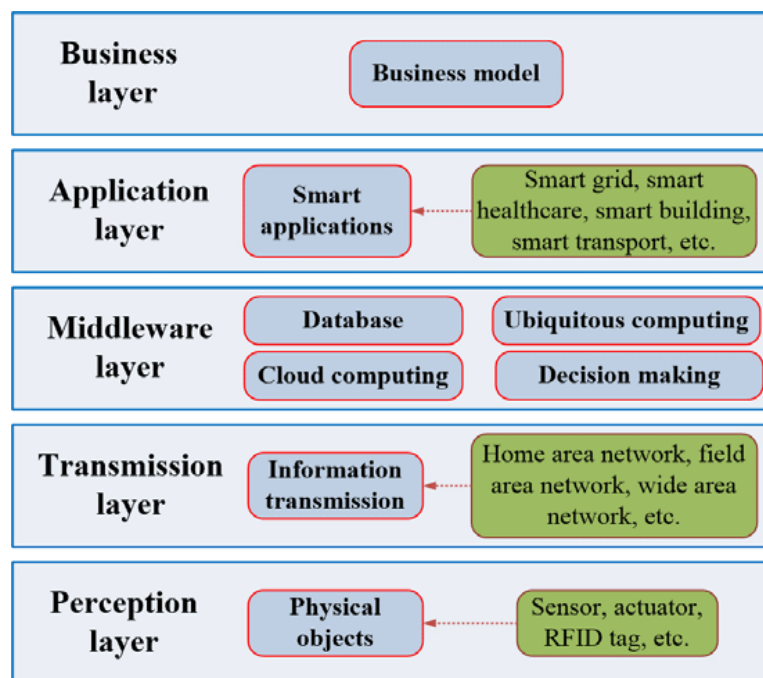 Business
layer
Business model
Application
layer
Smart
applications
Smart grid, smart
healthcare, smart building,
smart transport, etc.
Middleware
layer
Database
Ubiquitous computing
Cloud computing
Decision making
Transmission
layer
Information
transmission
Home area network, field
area network, wide area
network, etc.
Perception
layer
Physical
objects
Sensor, actuator,
RFID tag, etc.